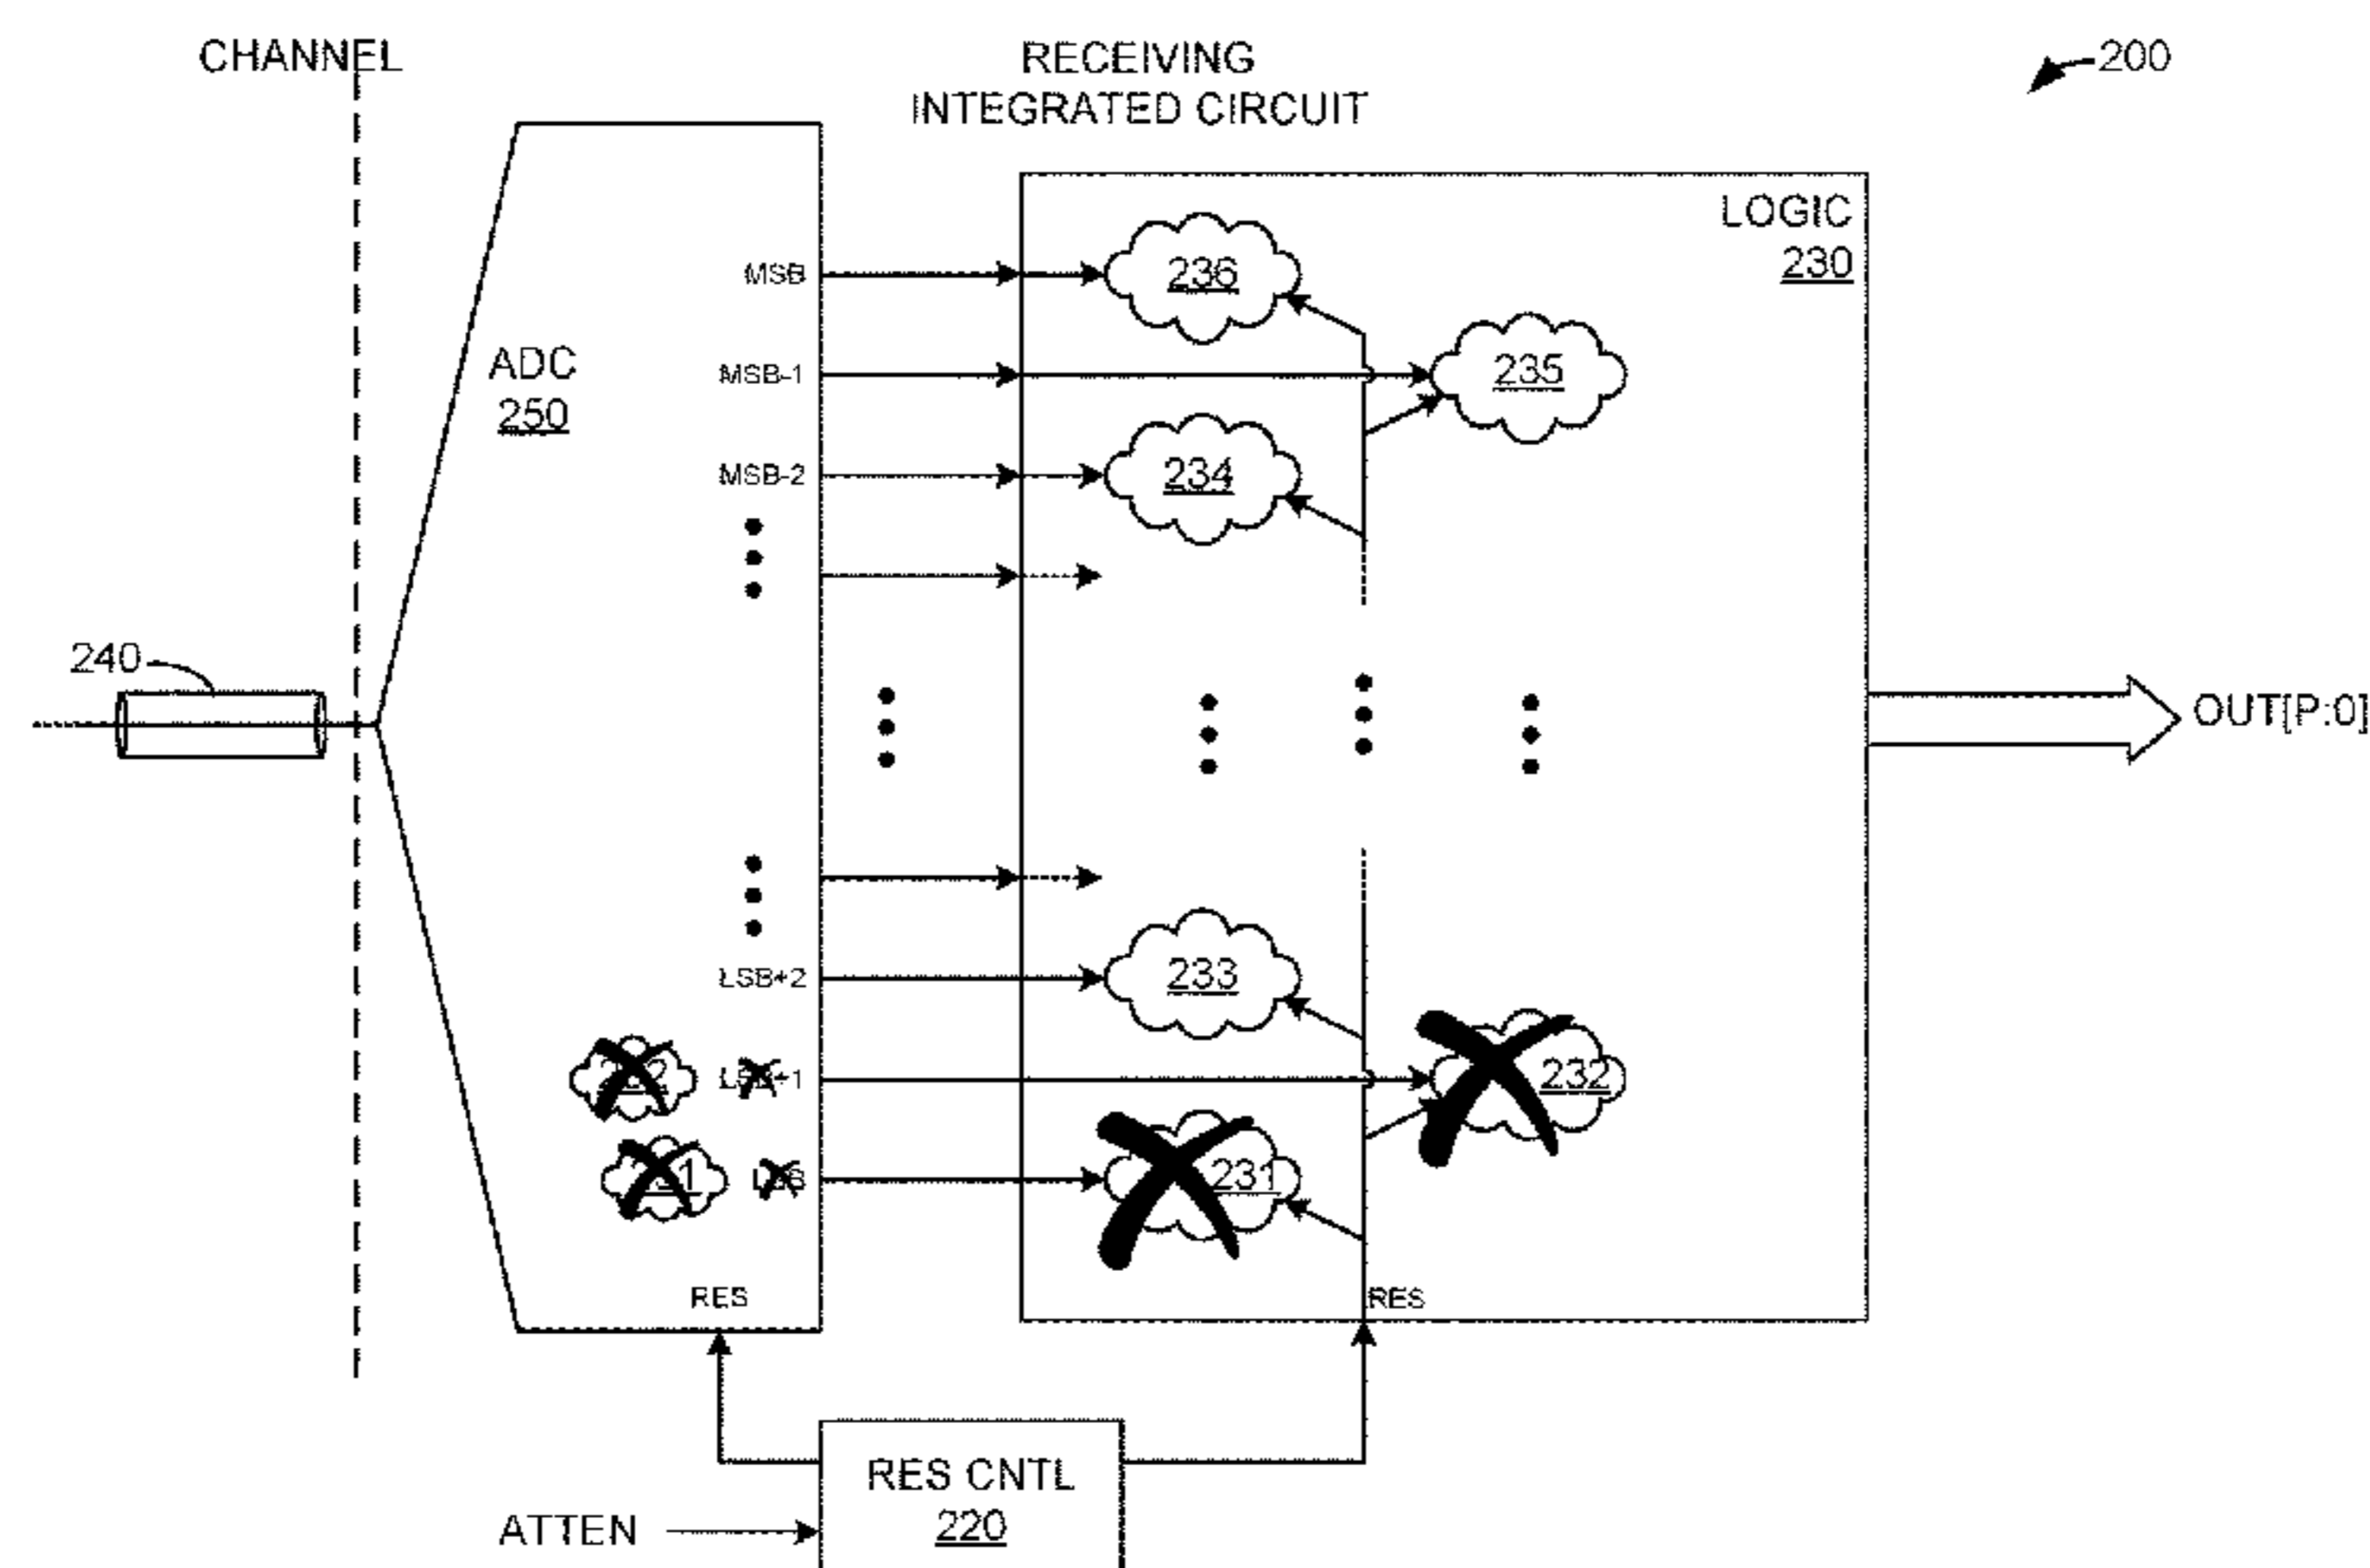 CHANNEL
RECEIVING
INTEGRATED CIRCUIT
200
LOGIC
230
MSB
236
ADC
250
MSB-1
235
MSB-2
234
240
OUT[P:0]
LSB+2
233
232
231
RES
RES
RES CNTL
220
ATTEN